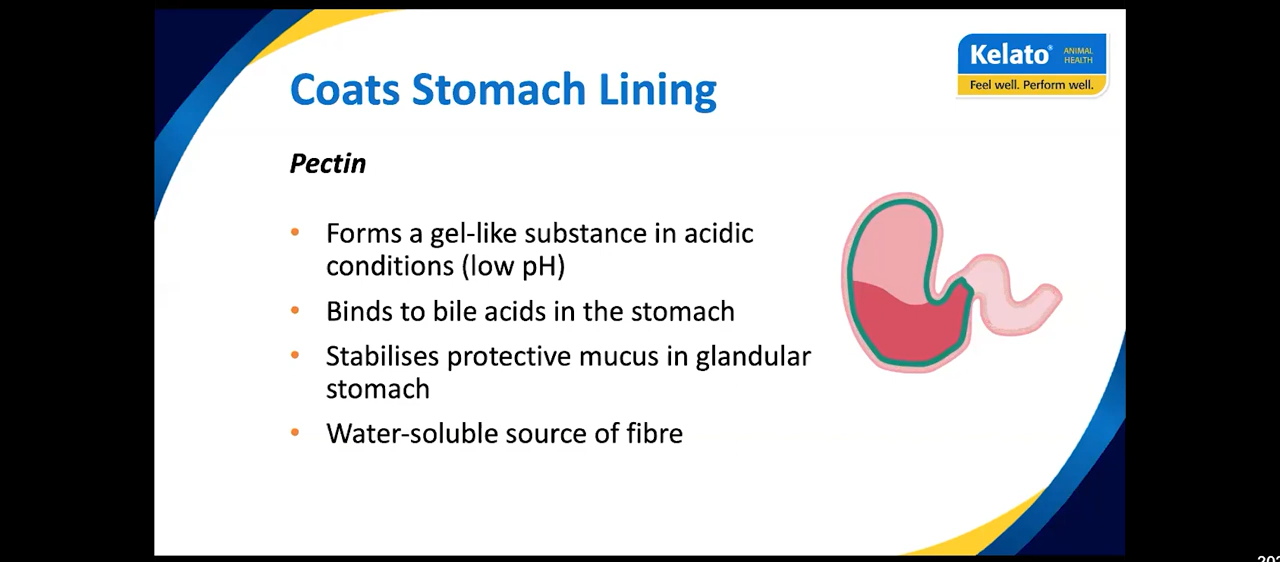 Coats Stomach Lining
Kelato® ANIMAL HEALTH
Feel well. Perform well.
Pectin
• Forms a gel-like substance in acidic
conditions (low pH)
• Binds to bile acids in the stomach
• Stabilises protective mucus in glandular
stomach
• Water-soluble source of fibre